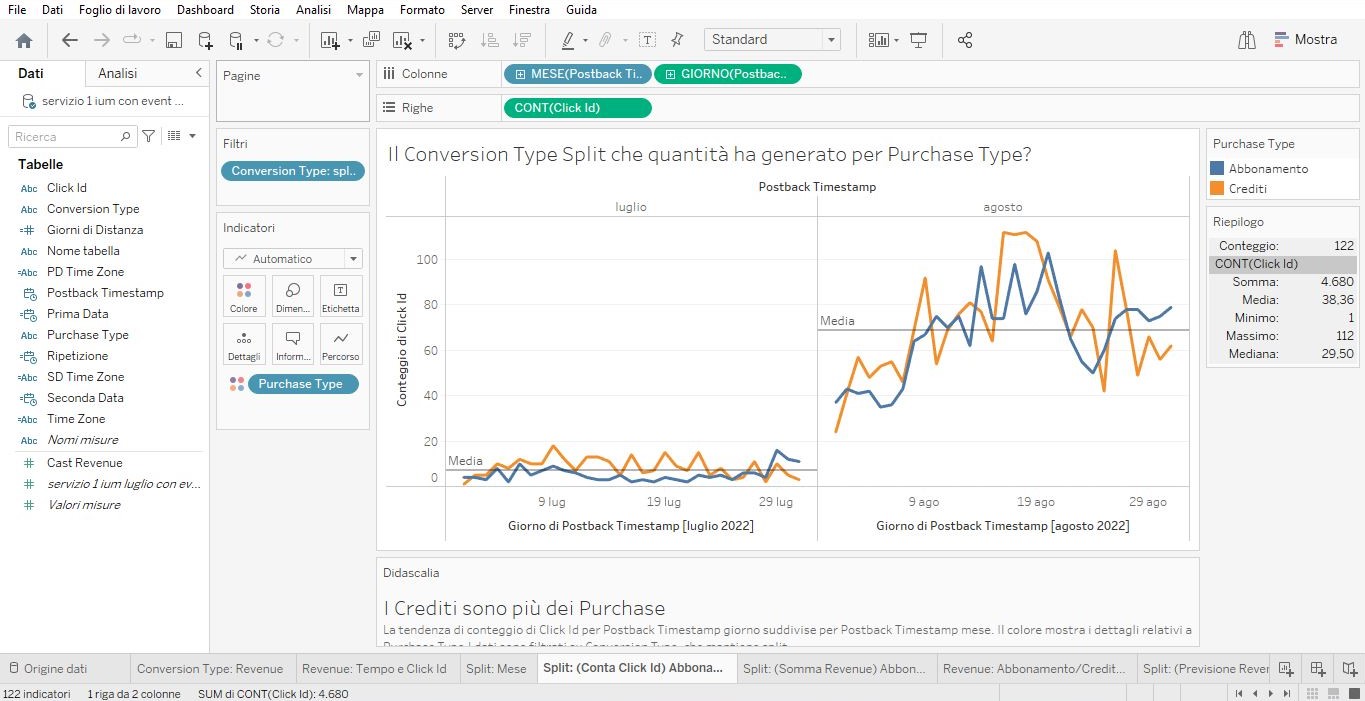 File Dati Foglio di lavoro Dashboard Storia Analisi Mappa Formato Server Finestra Guida
Standard
Mostra
Dati Analisi
servizio 1 ium con event ...
Ricerca
Tabelle
Abc Click Id
Abc Conversion Type
=# Giorni di Distanza
Abc Nome tabella
=Abc PD Time Zone
Postback Timestamp
Prima Data
Abc Purchase Type
Ripetizione
=Abc SD Time Zone
Seconda Data
=Abc Time Zone
Abc Nomi misure
# Cast Revenue
# servizio 1 ium luglio con ev...
# Valori misure
Pagine
Filtri
Conversion Type: spl..
Indicatori
Automatico
Colore Dimen... Etichetta
Dettagli Inform... Percorso
Purchase Type
Colonne MESE(Postback Ti.. GIORNO(Postbac..
Righe CONT(Click Id)
Il Conversion Type Split che quantità ha generato per Purchase Type?
Postback Timestamp
luglio agosto
Conteggio di Click Id
100
80
60
40
20
0
Media
Media
9 lug 19 lug 29 lug 9 ago 19 ago 29 ago
Giorno di Postback Timestamp [luglio 2022] Giorno di Postback Timestamp [agosto 2022]
Purchase Type
Abbonamento
Crediti
Riepilogo
Conteggio: 122
CONT(Click Id)
Somma: 4.680
Media: 38,36
Minimo: 1
Massimo: 112
Mediana: 29,50
Didascalia
I Crediti sono più dei Purchase
La tendenza di conteggio di Click Id per Postback Timestamp giorno suddivise per Postback Timestamp mese. Il colore mostra i dettagli relativi a
Purchase Type. I dati sono filtrati su Conversion Type, che mantiene split.
Origine dati Conversion Type: Revenue Revenue: Tempo e Click Id Split: Mese Split: (Conta Click Id) Abbona... Split: (Somma Revenue) Abbon... Revenue: Abbonamento/Credit... Split: (Previsione Rever
122 indicatori 1 riga da 2 colonne SUM di CONT(Click Id): 4.680